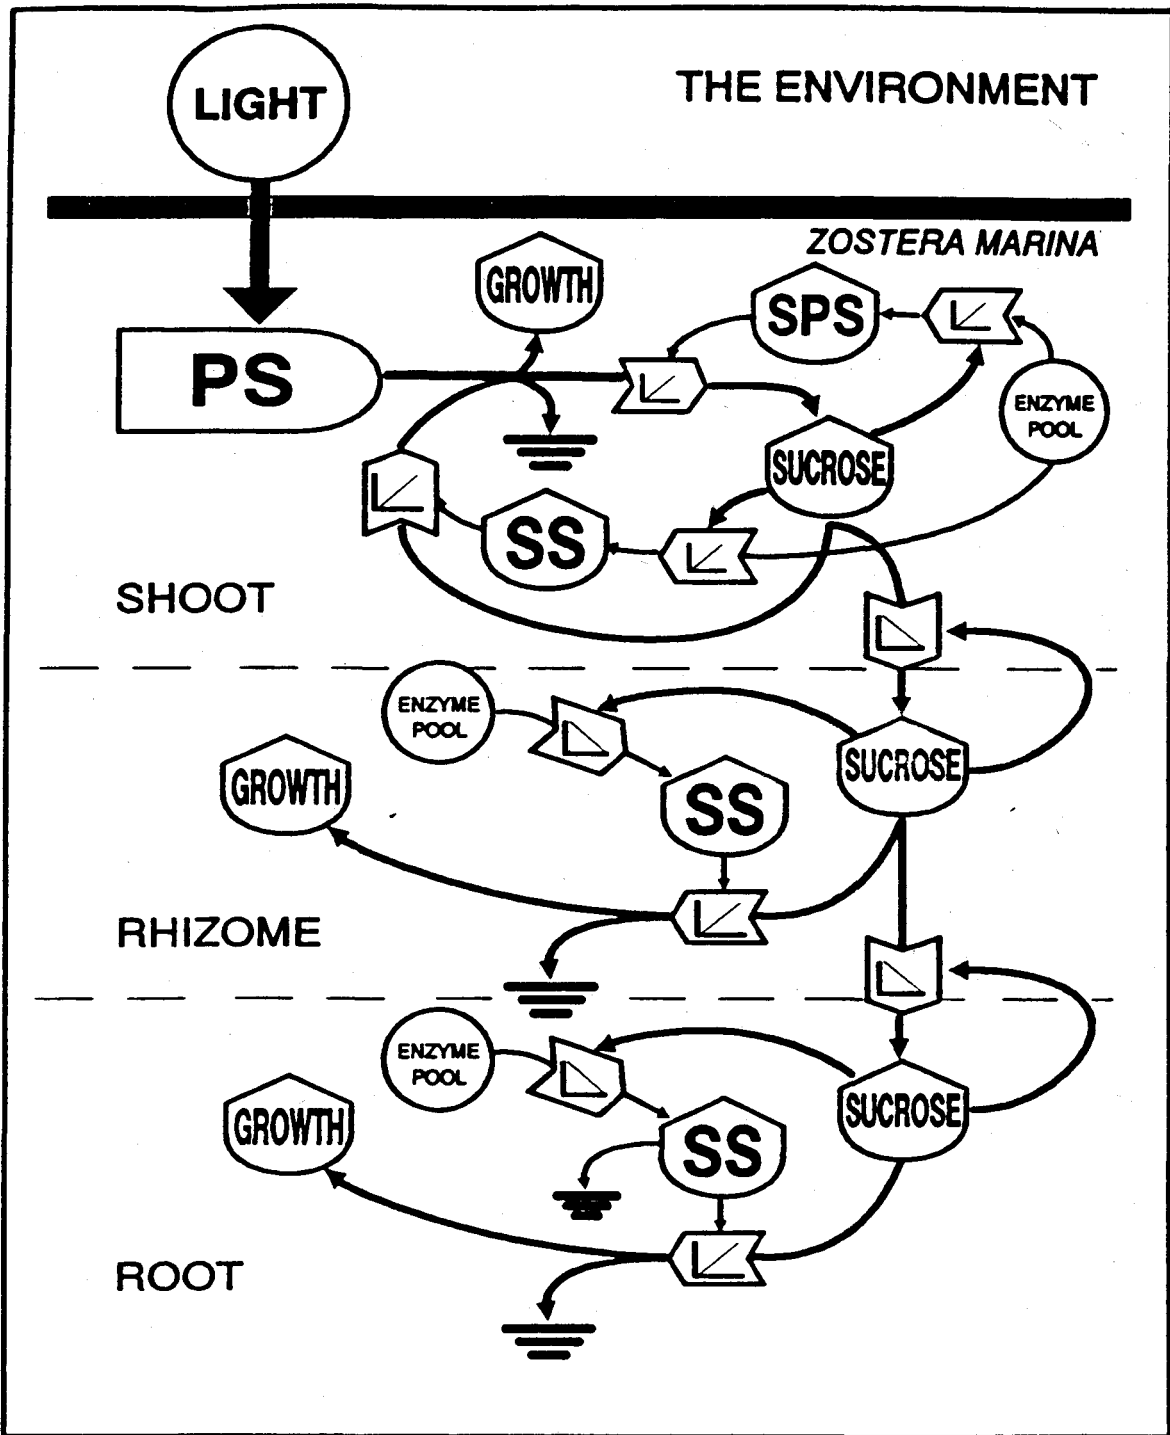 LIGHT
THE ENVIRONMENT
ZOSTERA MARINA
GROWTH
SPS
PS
ENZYME
POOL
SUCROSE
SS
SHOOT
ENZYME
POOL
SUCROSE
GROWTH
SS
RHIZOME
ENZYME
POOL
SUCROSE
GROWTH
SS
ROOT